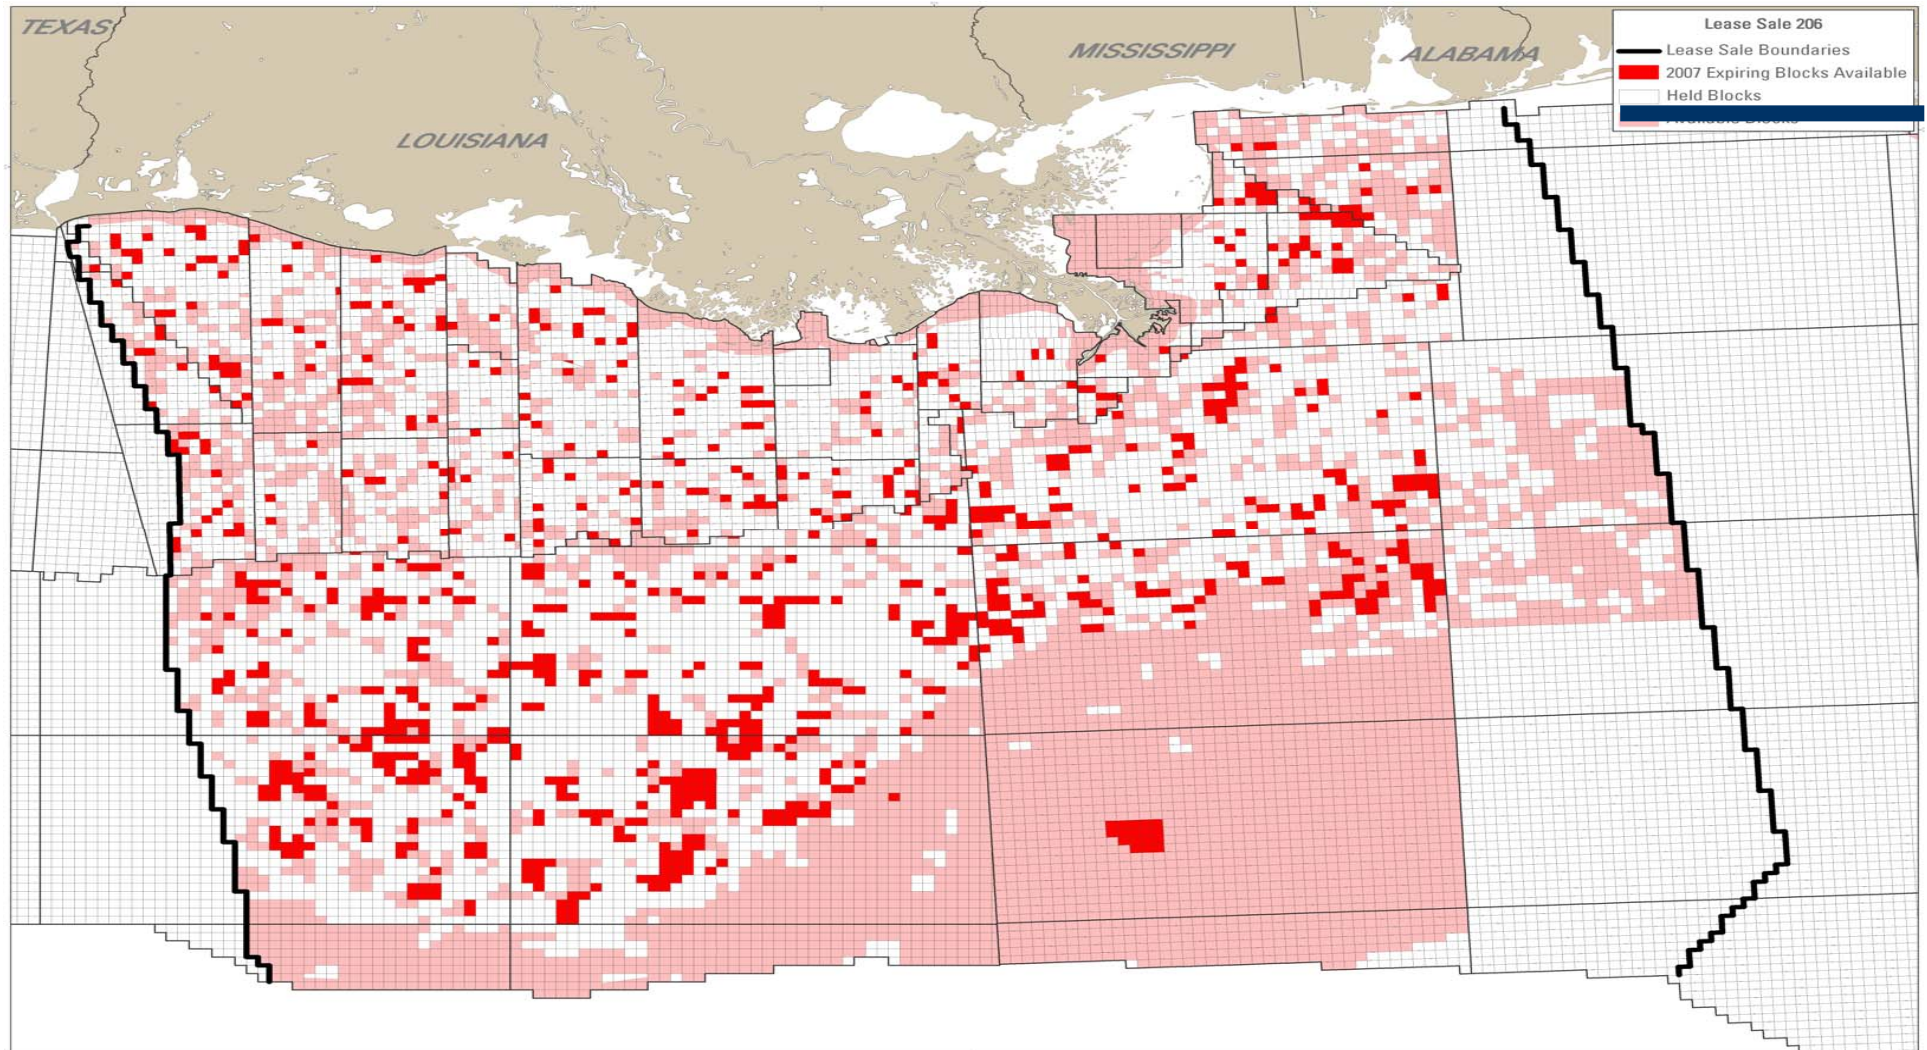 TEXAS
LOUISIANA
MISSISSIPPI
ALABAMA
Lease Sale 206
Lease Sale Boundaries
2007 Expiring Blocks Available
Held Blocks